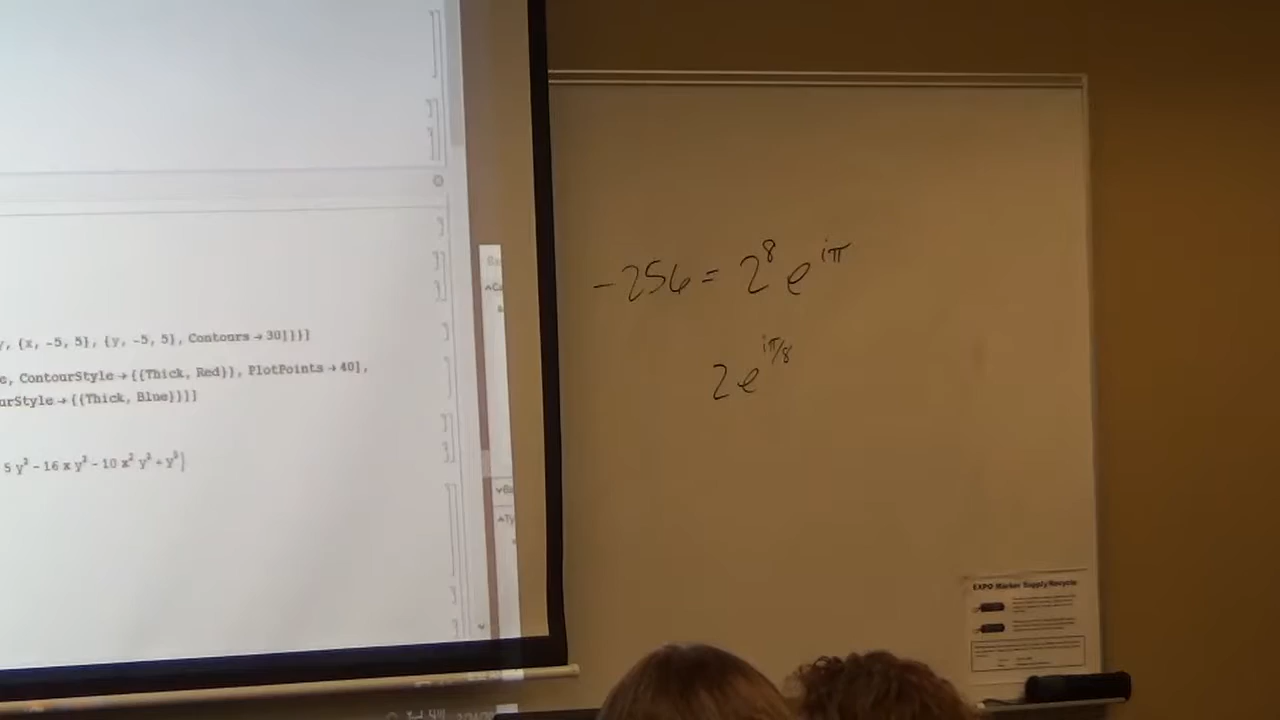 y, {x, -5, 5}, {y, -5, 5}, Contours → 30]}}]
e, ContourStyle → {{Thick, Red}}, PlotPoints → 40],
urStyle → {{Thick, Blue}}}]
5 y³ - 16 x y² - 10 x² y² + y³}
-256 = 2⁸ e^{iπ}
2e^{iπ/8}
EXPO Marker Supply/Recycle